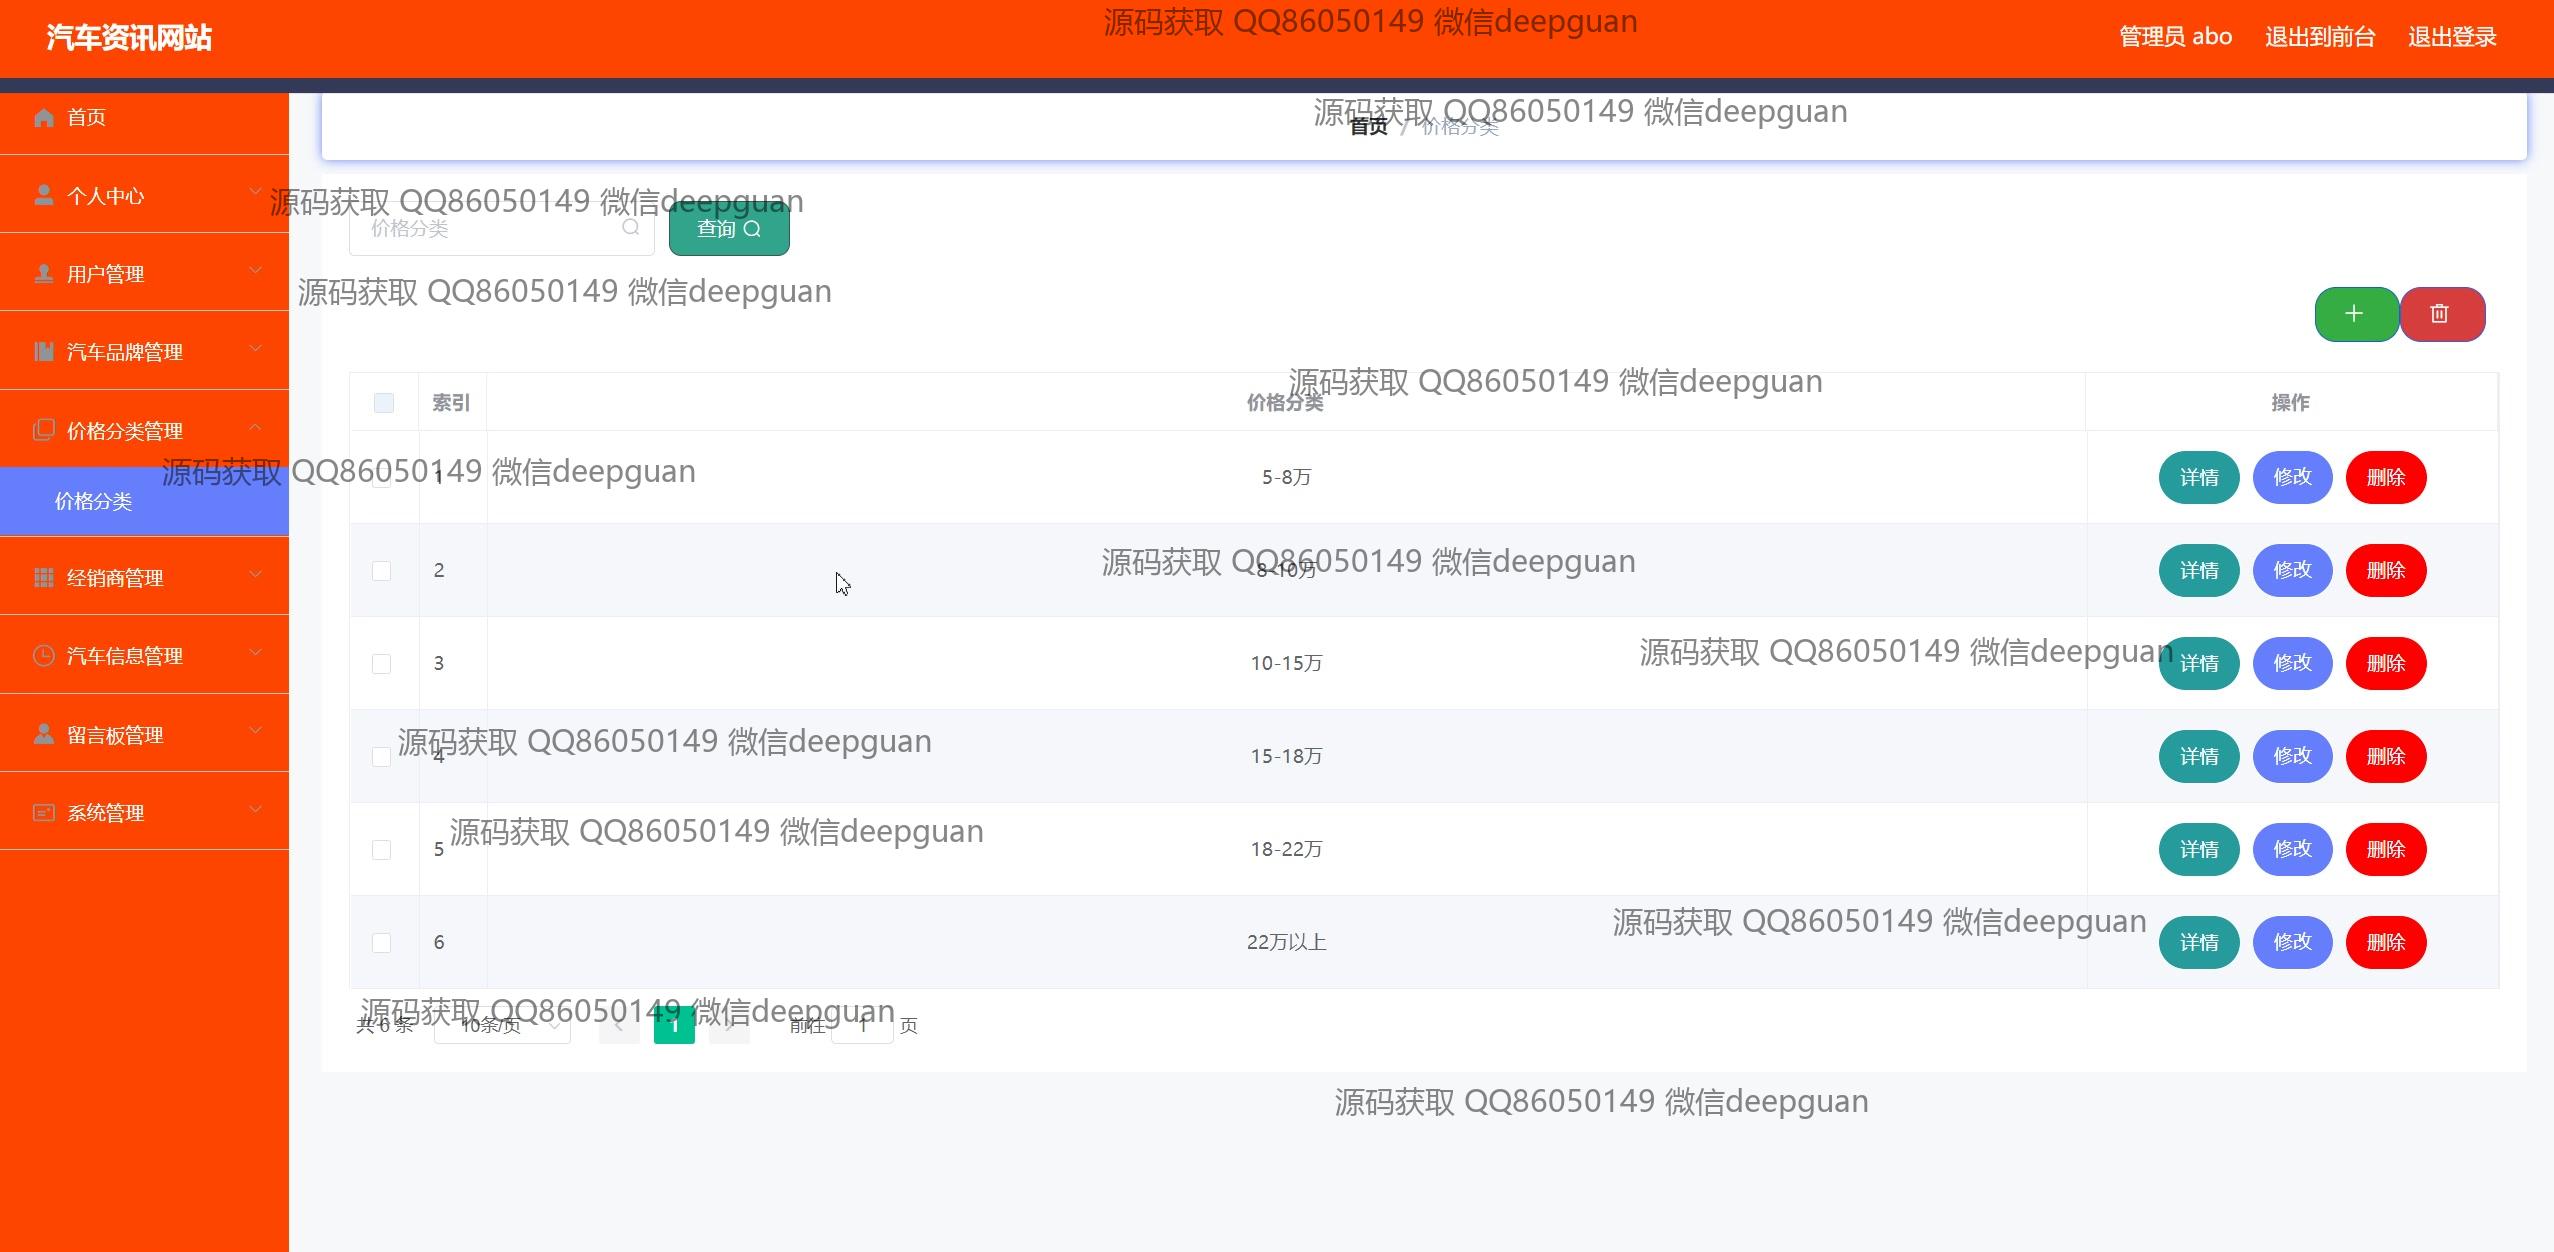 汽车资讯网站
源码获取 QQ86050149 微信deepguan
管理员 abo 退出到前台 退出登录
首页
源码获取 QQ86050149 微信deepguan
首页 / 价格分类
个人中心
源码获取 QQ86050149 微信deepguan
价格分类
查询
用户管理
源码获取 QQ86050149 微信deepguan
汽车品牌管理
源码获取 QQ86050149 微信deepguan
索引 价格分类 操作
价格分类管理
源码获取 QQ86050149 微信deepguan
1 5-8万 详情 修改 删除
价格分类
源码获取 QQ86050149 微信deepguan
2 8-10万 详情 修改 删除
经销商管理
源码获取 QQ86050149 微信deepguan
3 10-15万 详情 修改 删除
汽车信息管理
源码获取 QQ86050149 微信deepguan
4 15-18万 详情 修改 删除
留言板管理
源码获取 QQ86050149 微信deepguan
5 18-22万 详情 修改 删除
系统管理
源码获取 QQ86050149 微信deepguan
6 22万以上 详情 修改 删除
源码获取 QQ86050149 微信deepguan
共 6 条 10条/页 1 前往 1 页
源码获取 QQ86050149 微信deepguan